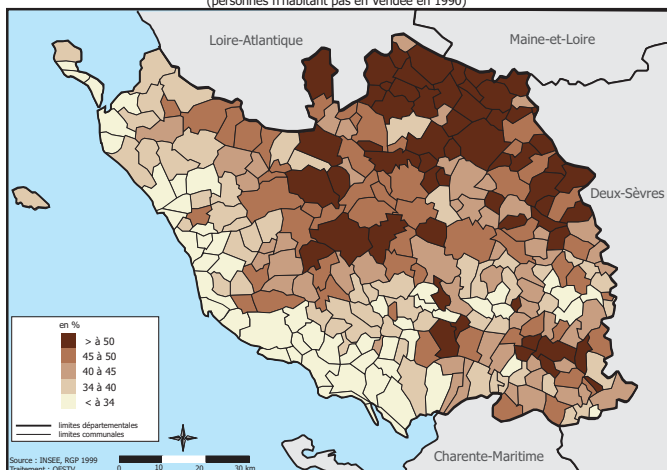 (personnes n'habitant pas en Vendée en 1990)
Loire-Atlantique
Maine-et-Loire
Deux-Sèvres
en %
> à 50
45 à 50
40 à 45
34 à 40
< à 34
limites départementales
limites communales
Source : INSEE, RGP 1999
Traitement : OESTV
0 10 20 30 km
Charente-Maritime